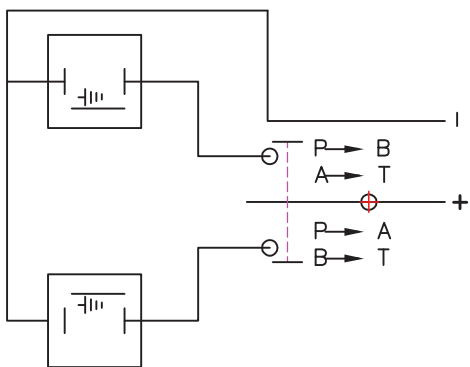 I
P → B
A → T
+
P → A
B → T